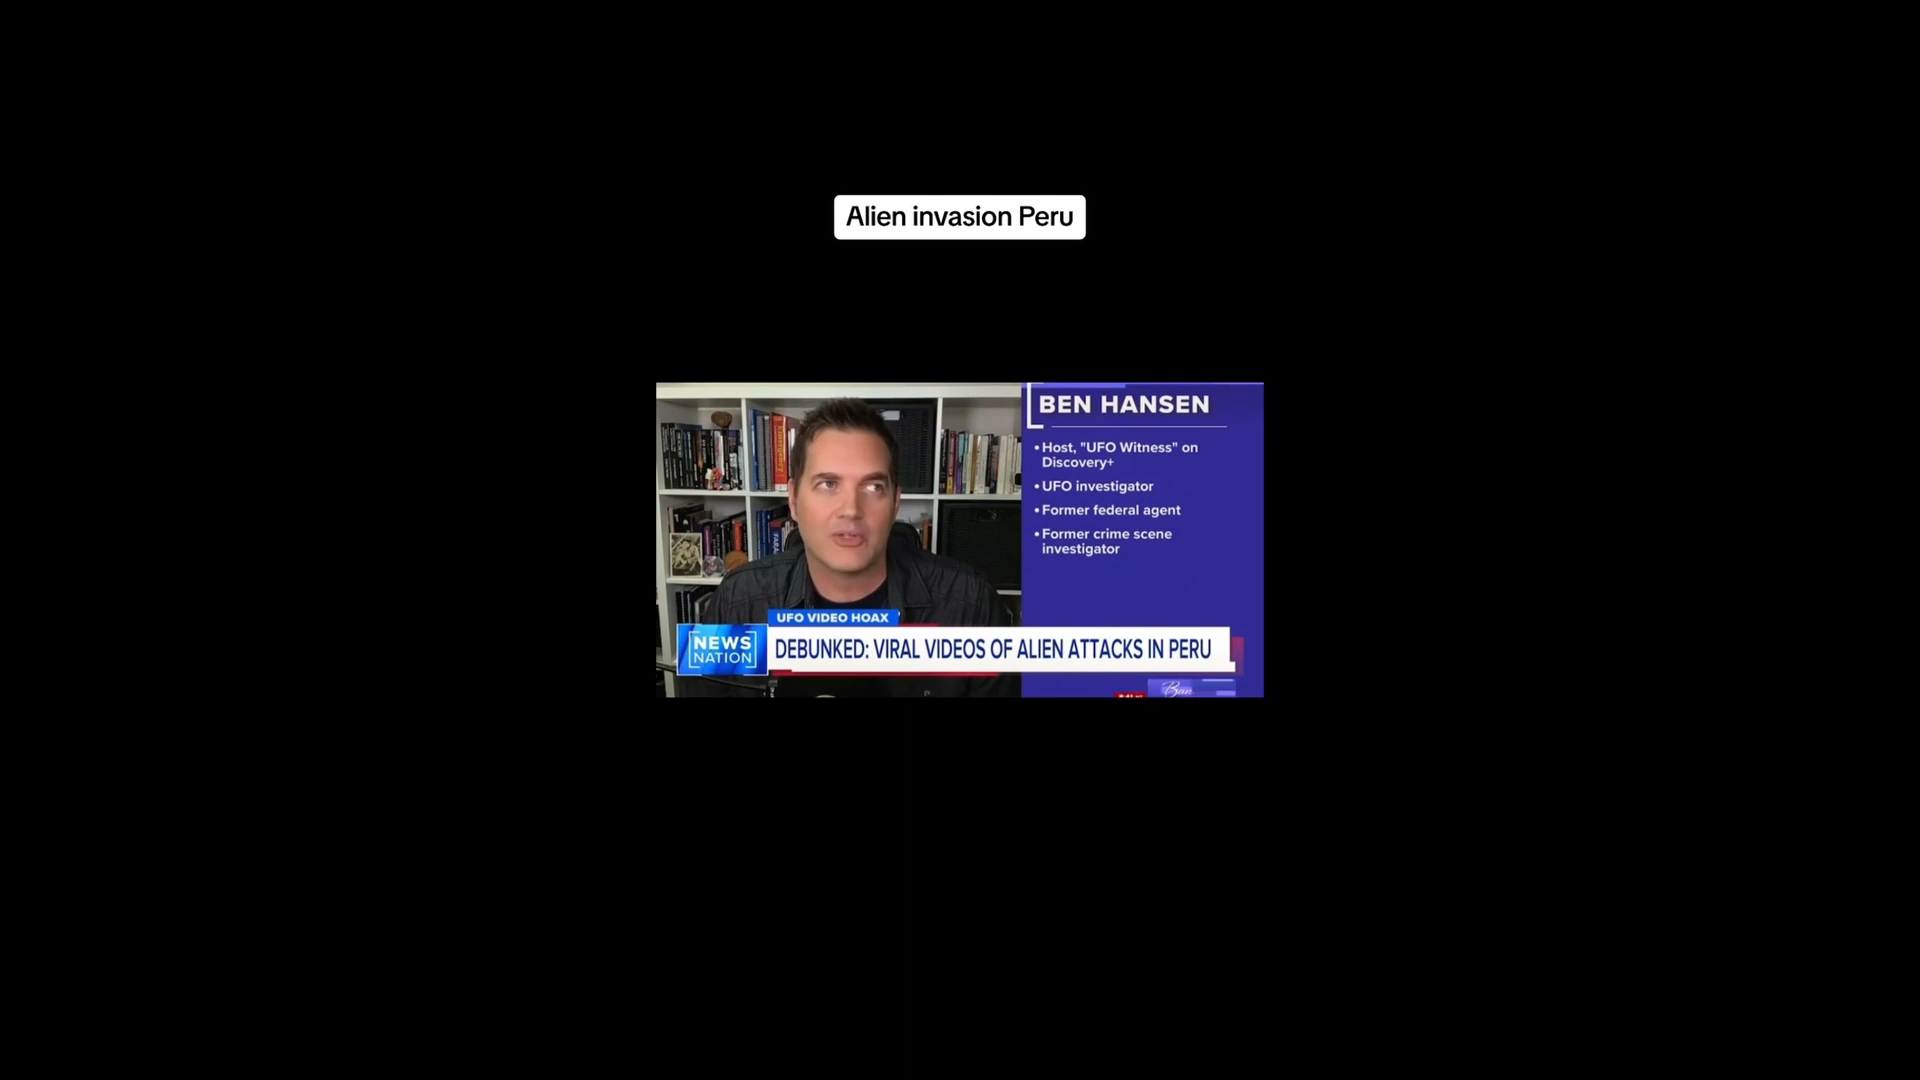 Alien invasion Peru
BEN HANSEN
• Host, "UFO Witness" on
Discovery+
• UFO investigator
• Former federal agent
• Former crime scene
investigator
UFO VIDEO HOAX
NEWS
NATION
DEBUNKED: VIRAL VIDEOS OF ALIEN ATTACKS IN PERU